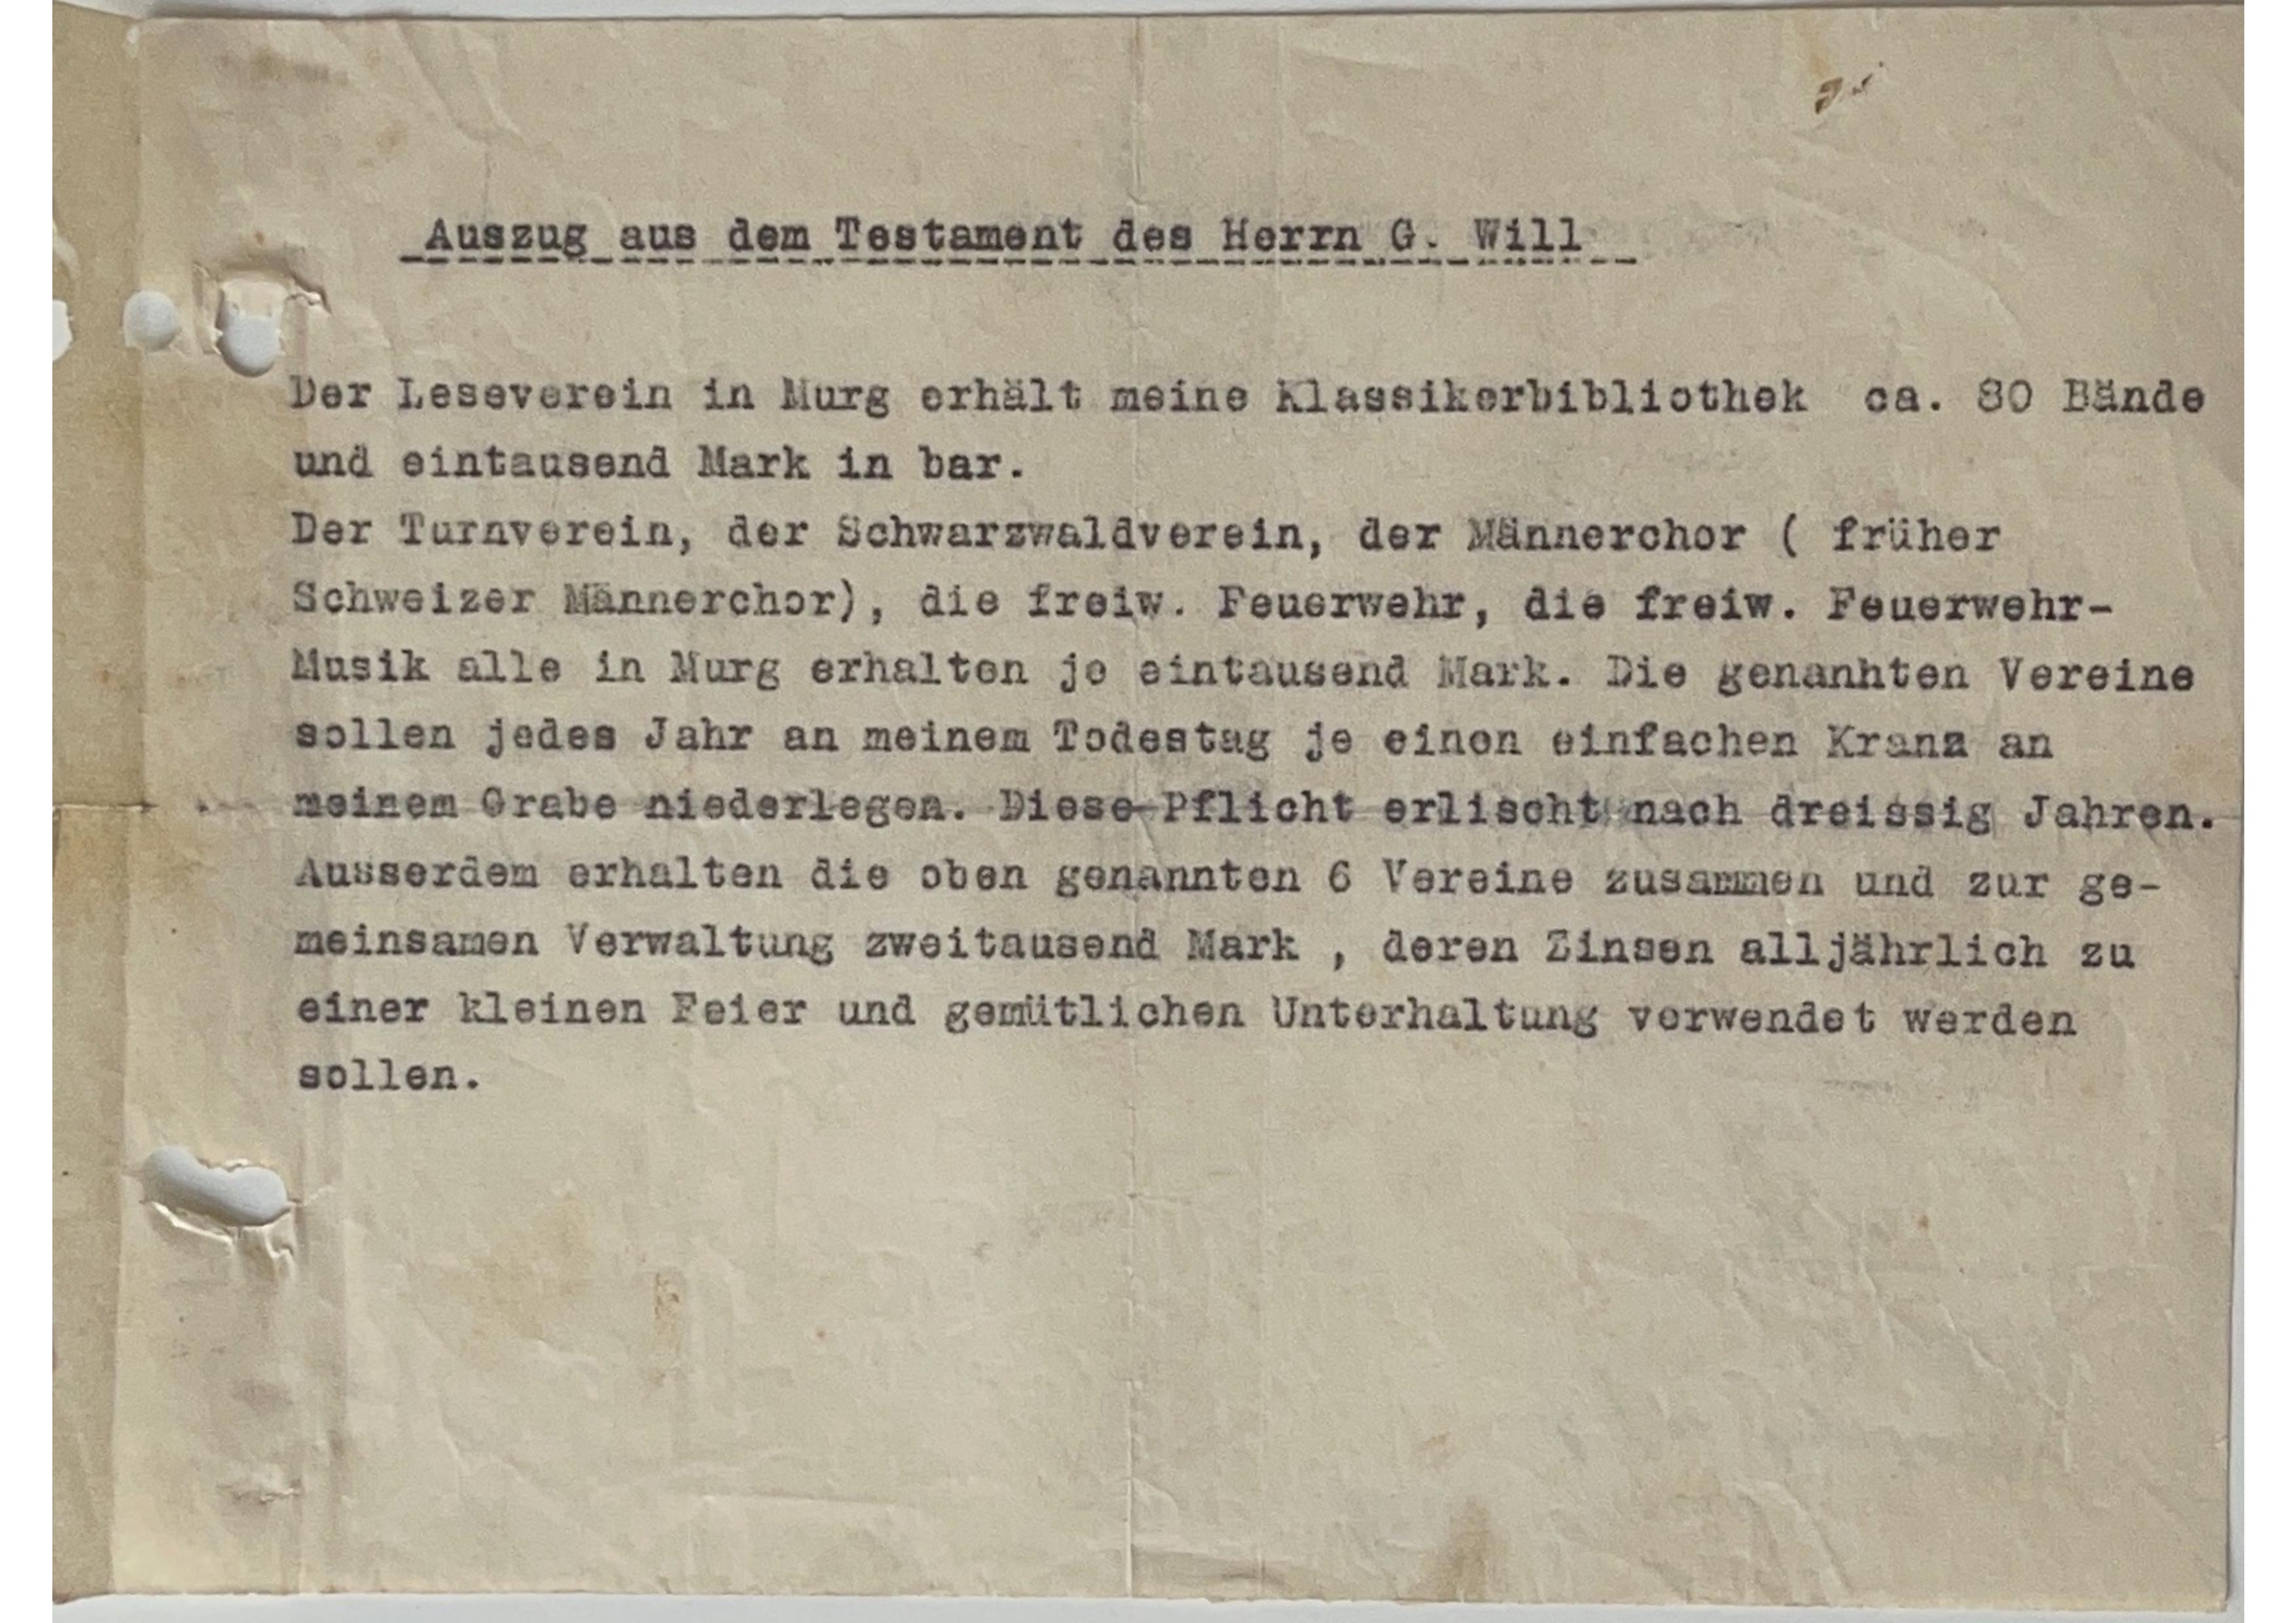 Auszug aus dem Testament des Herrn G. Will
Der Leseverein in Murg erhält meine Klassikerbibliothek ca. 80 Bände
und eintausend Mark in bar.
Der Turnverein, der Schwarzwaldverein, der Männerchor ( früher
Schweizer Männerchor), die freiw. Feuerwehr, die freiw. Feuerwehr-
Musik alle in Murg erhalten je eintausend Mark. Die genanhten Vereine
sollen jedes Jahr an meinem Todestag je einen einfachen Kranz an
meinem Grabe niederlegen. Diese Pflicht erlischt nach dreissig Jahren.
Ausserdem erhalten die oben genannten 6 Vereine zusammen und zur ge-
meinsamen Verwaltung zweitausend Mark , deren Zinsen alljährlich zu
einer kleinen Feier und gemütlichen Unterhaltung verwendet werden
sollen.